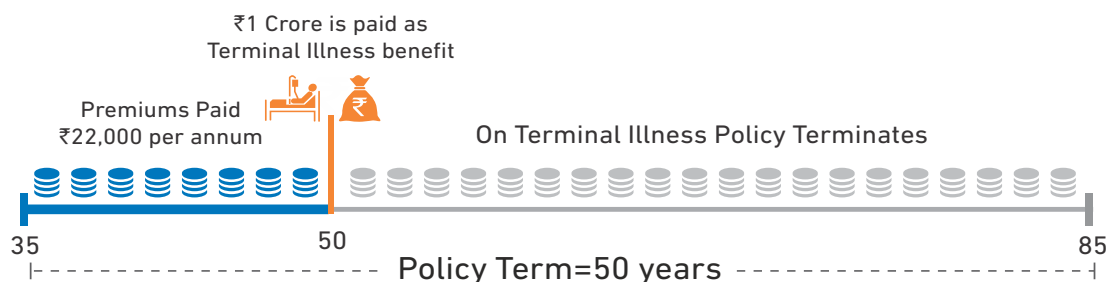 ₹1 Crore is paid as
Terminal Illness benefit
Premiums Paid
₹22,000 per annum
₹
On Terminal Illness Policy Terminates
35
50
85
Policy Term=50 years